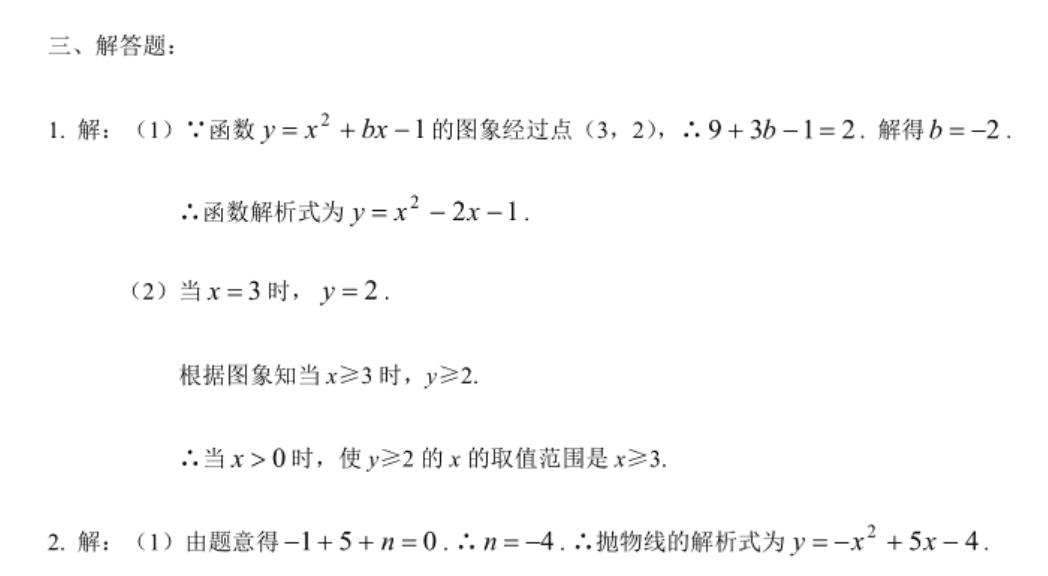 三、解答题：
1. 解：（1）∵函数 y = x² + bx − 1 的图象经过点（3，2），∴ 9 + 3b − 1 = 2 . 解得 b = −2 .
∴函数解析式为 y = x² − 2x − 1 .
（2）当 x = 3 时， y = 2 .
根据图象知当 x⩾3 时，y⩾2.
∴当 x > 0 时，使 y⩾2 的 x 的取值范围是 x⩾3.
2. 解：（1）由题意得 −1 + 5 + n = 0 . ∴ n = −4 . ∴抛物线的解析式为 y = −x² + 5x − 4 .